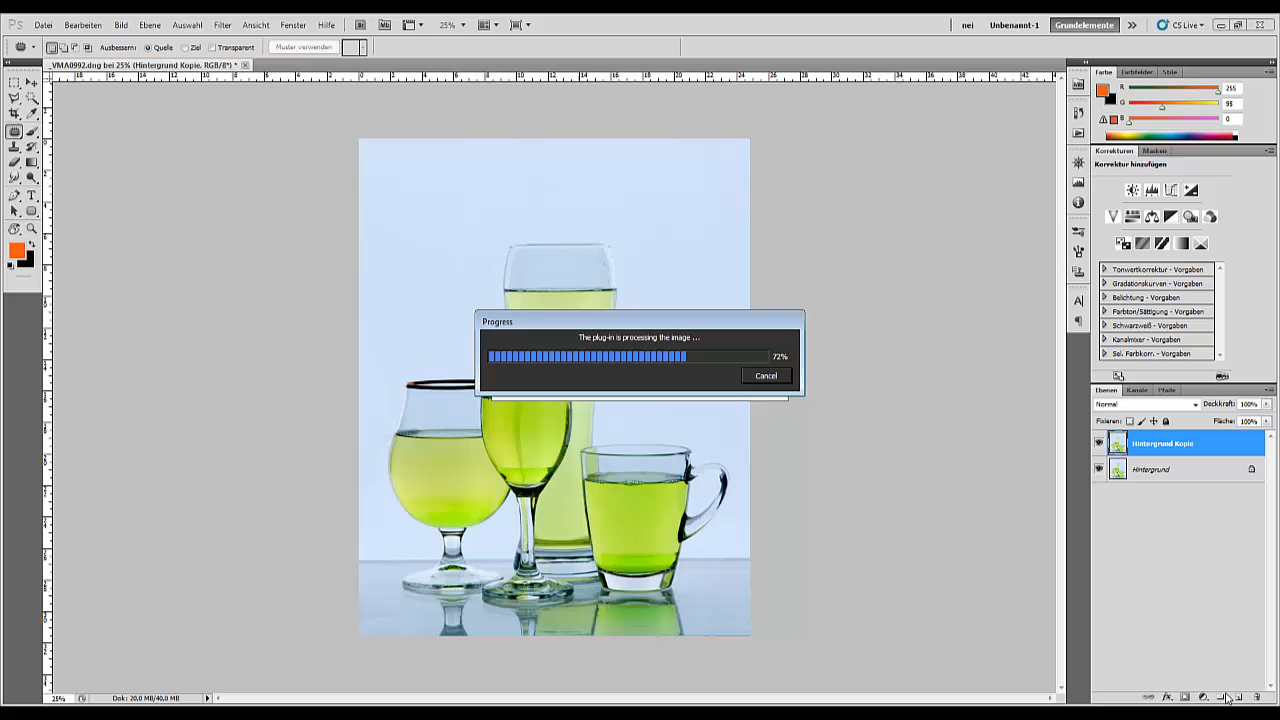 Ps Datei Bearbeiten Bild Ebene Auswahl Filter Ansicht Fenster Hilfe Br Mb 25% nei Unbenannt-1 Grundelemente CS Live
Ausbessern: Quelle Ziel Transparent Muster verwenden
_VMA0992.dng bei 25% (Hintergrund Kopie, RGB/8*) *
Farbe Farbfelder Stile
R 255
G 95
B 0
Korrekturen Masken
Korrektur hinzufügen
Tonwertkorrektur - Vorgaben
Gradationskurven - Vorgaben
Belichtung - Vorgaben
Farbton/Sättigung - Vorgaben
Schwarzweiß - Vorgaben
Kanalmixer - Vorgaben
Sel. Farbkorr. - Vorgaben
Progress
The plug-in is processing the image ...
72%
Cancel
Ebenen Kanäle Pfade
Normal Deckkraft: 100%
Fixieren: Fläche: 100%
Hintergrund Kopie
Hintergrund
25% Dok: 20,0 MB/40,0 MB